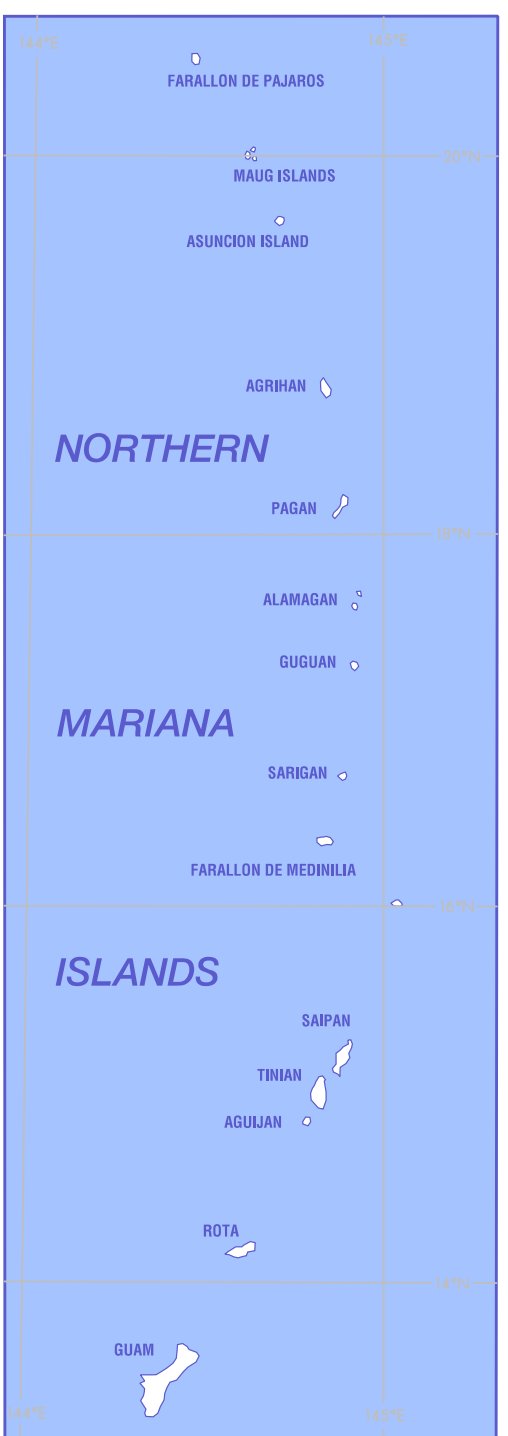 144°E
145°E
FARALLON DE PAJAROS
20°N
MAUG ISLANDS
ASUNCION ISLAND
AGRIHAN
NORTHERN
PAGAN
18°N
ALAMAGAN
GUGUAN
MARIANA
SARIGAN
FARALLON DE MEDINILIA
16°N
ISLANDS
SAIPAN
TINIAN
AGUIJAN
ROTA
14°N
GUAM
144°E
145°E